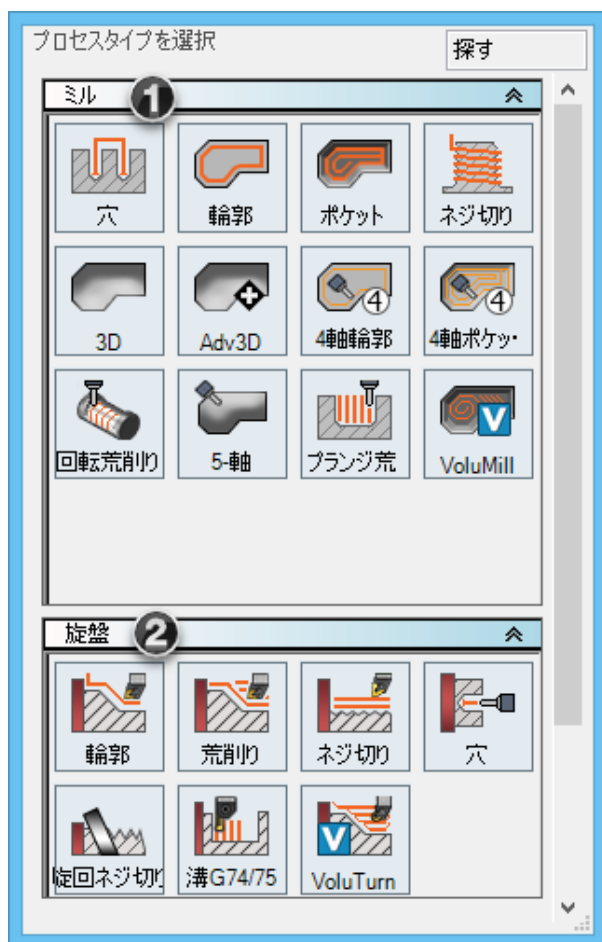 プロセスタイプを選択
探す
ミル 1
穴 輪郭 ポケット ネジ切り
3D Adv3D 4軸輪郭 4軸ポケッ
4 4
回転荒削り 5-軸 プランジ荒 VoluMill
V
旋盤 2
輪郭 荒削り ネジ切り 穴
旋回ネジ切り 溝G74/75 VoluTurn
V